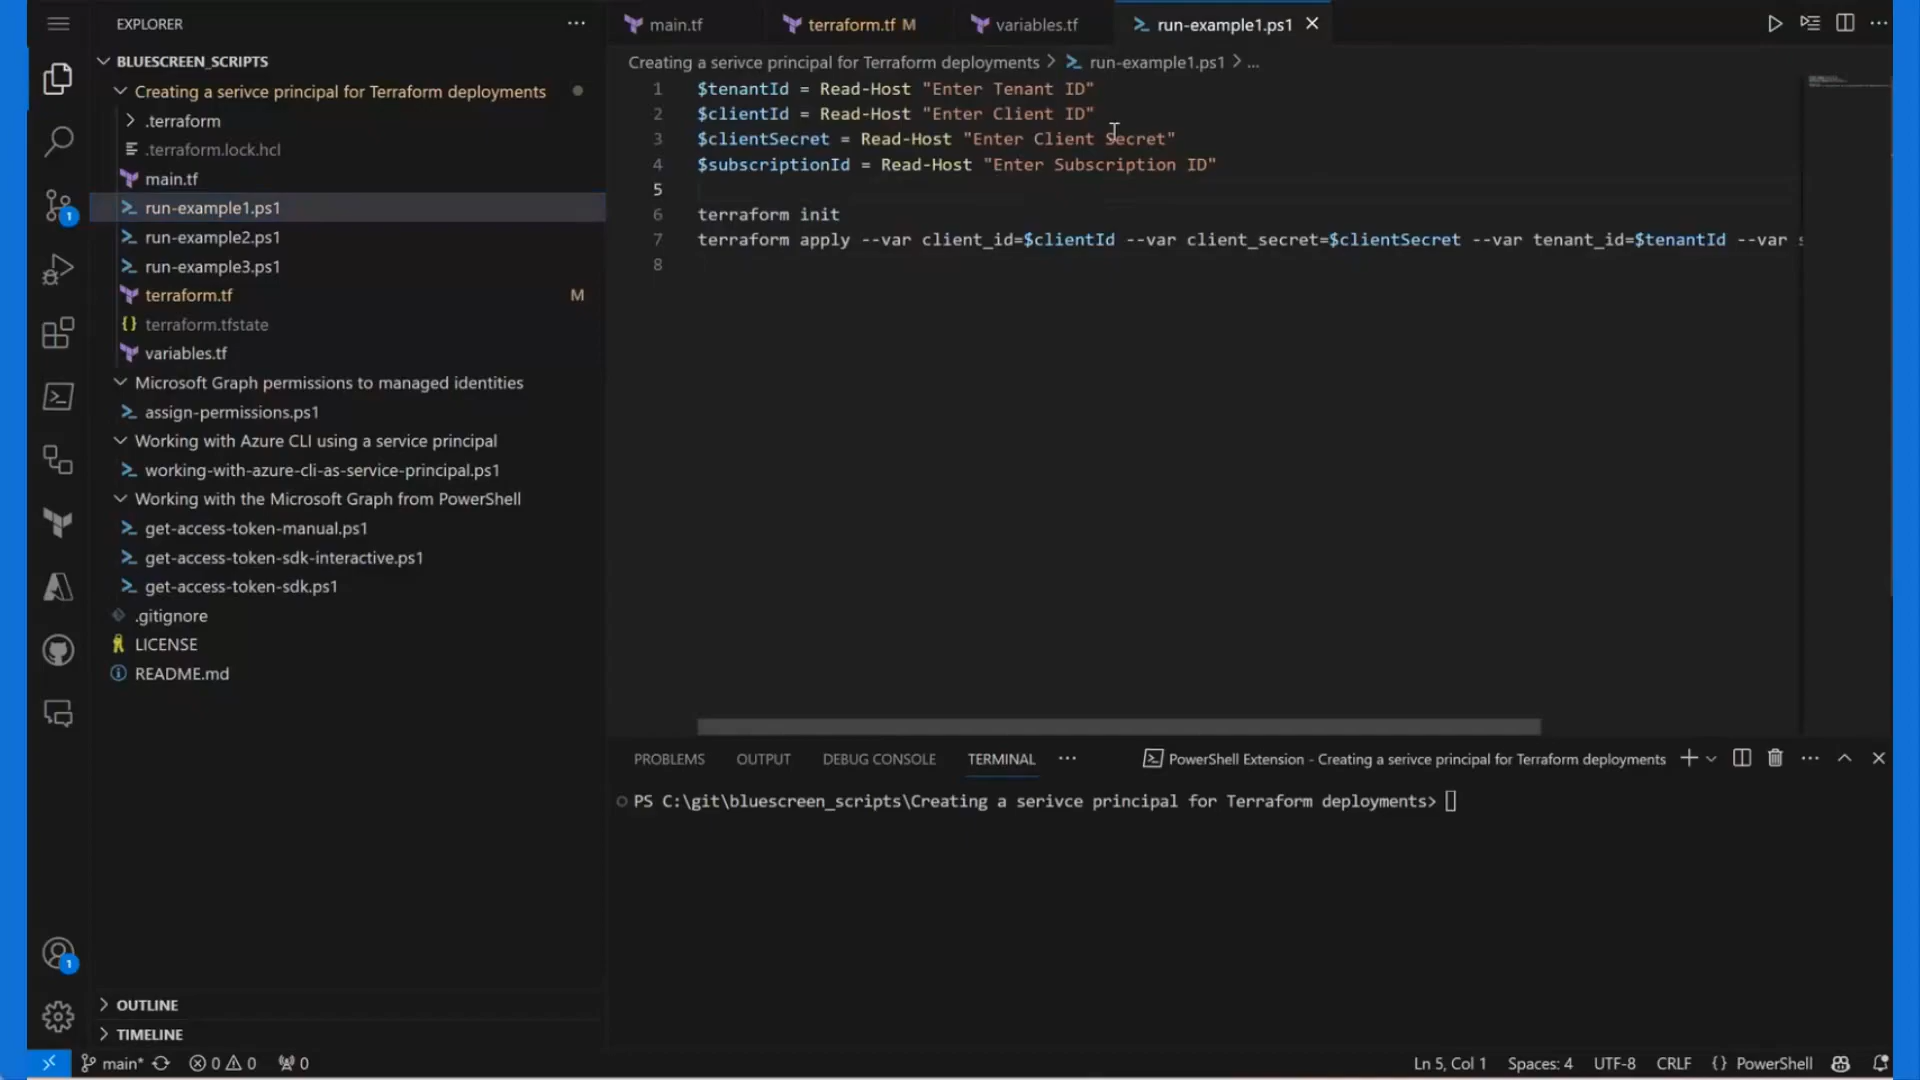 EXPLORER
BLUESCREEN_SCRIPTS
Creating a serivce principal for Terraform deployments
.terraform
.terraform.lock.hcl
main.tf
run-example1.ps1
run-example2.ps1
run-example3.ps1
terraform.tf M
terraform.tfstate
variables.tf
Microsoft Graph permissions to managed identities
assign-permissions.ps1
Working with Azure CLI using a service principal
working-with-azure-cli-as-service-principal.ps1
Working with the Microsoft Graph from PowerShell
get-access-token-manual.ps1
get-access-token-sdk-interactive.ps1
get-access-token-sdk.ps1
.gitignore
LICENSE
README.md
OUTLINE
TIMELINE
1
1
main.tf terraform.tf M variables.tf run-example1.ps1
Creating a serivce principal for Terraform deployments > run-example1.ps1 > ...
1 $tenantId = Read-Host "Enter Tenant ID"
2 $clientId = Read-Host "Enter Client ID"
3 $clientSecret = Read-Host "Enter Client Secret"
4 $subscriptionId = Read-Host "Enter Subscription ID"
5
6 terraform init
7 terraform apply --var client_id=$clientId --var client_secret=$clientSecret --var tenant_id=$tenantId --var
8
PROBLEMS OUTPUT DEBUG CONSOLE TERMINAL ... PowerShell Extension - Creating a serivce principal for Terraform deployments
PS C:\git\bluescreen_scripts\Creating a serivce principal for Terraform deployments>
main* 0 0 0 Ln 5, Col 1 Spaces: 4 UTF-8 CRLF {} PowerShell